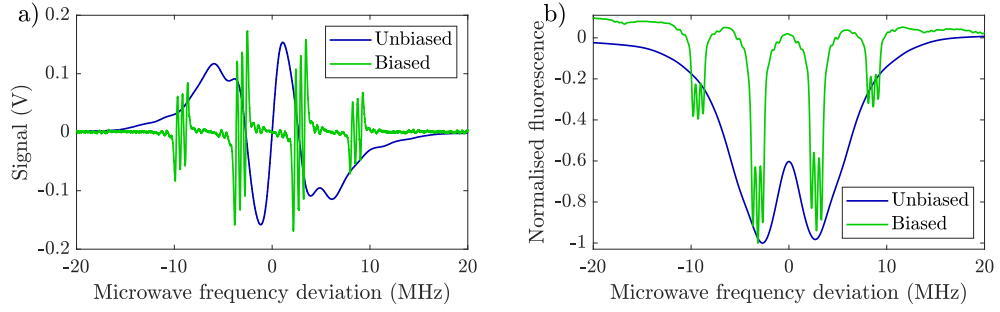 a)
0.2
0.1
0
-0.1
-0.2
Signal (V)
Unbiased
Biased
-20 -10 0 10 20
Microwave frequency deviation (MHz)
b)
0
-0.2
-0.4
-0.6
-0.8
-1
Normalised fluorescence
Unbiased
Biased
-20 -10 0 10 20
Microwave frequency deviation (MHz)